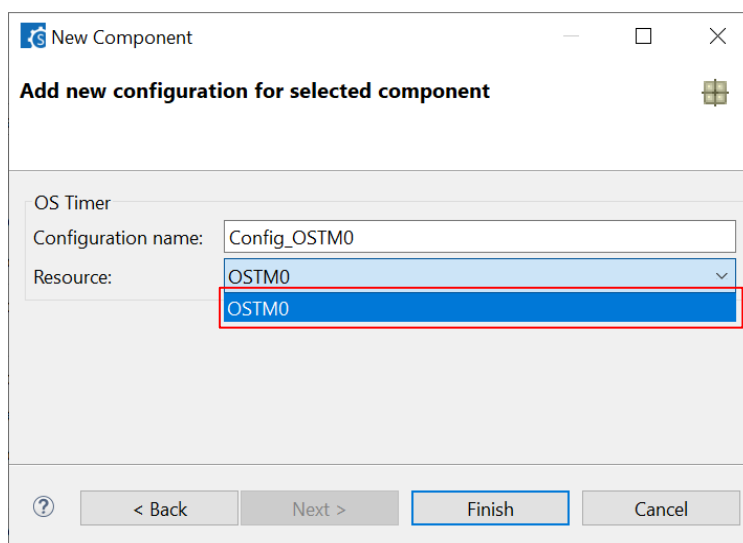 New Component
Add new configuration for selected component
OS Timer
Configuration name: Config_OSTM0
Resource: OSTM0
OSTM0
? < Back Next > Finish Cancel